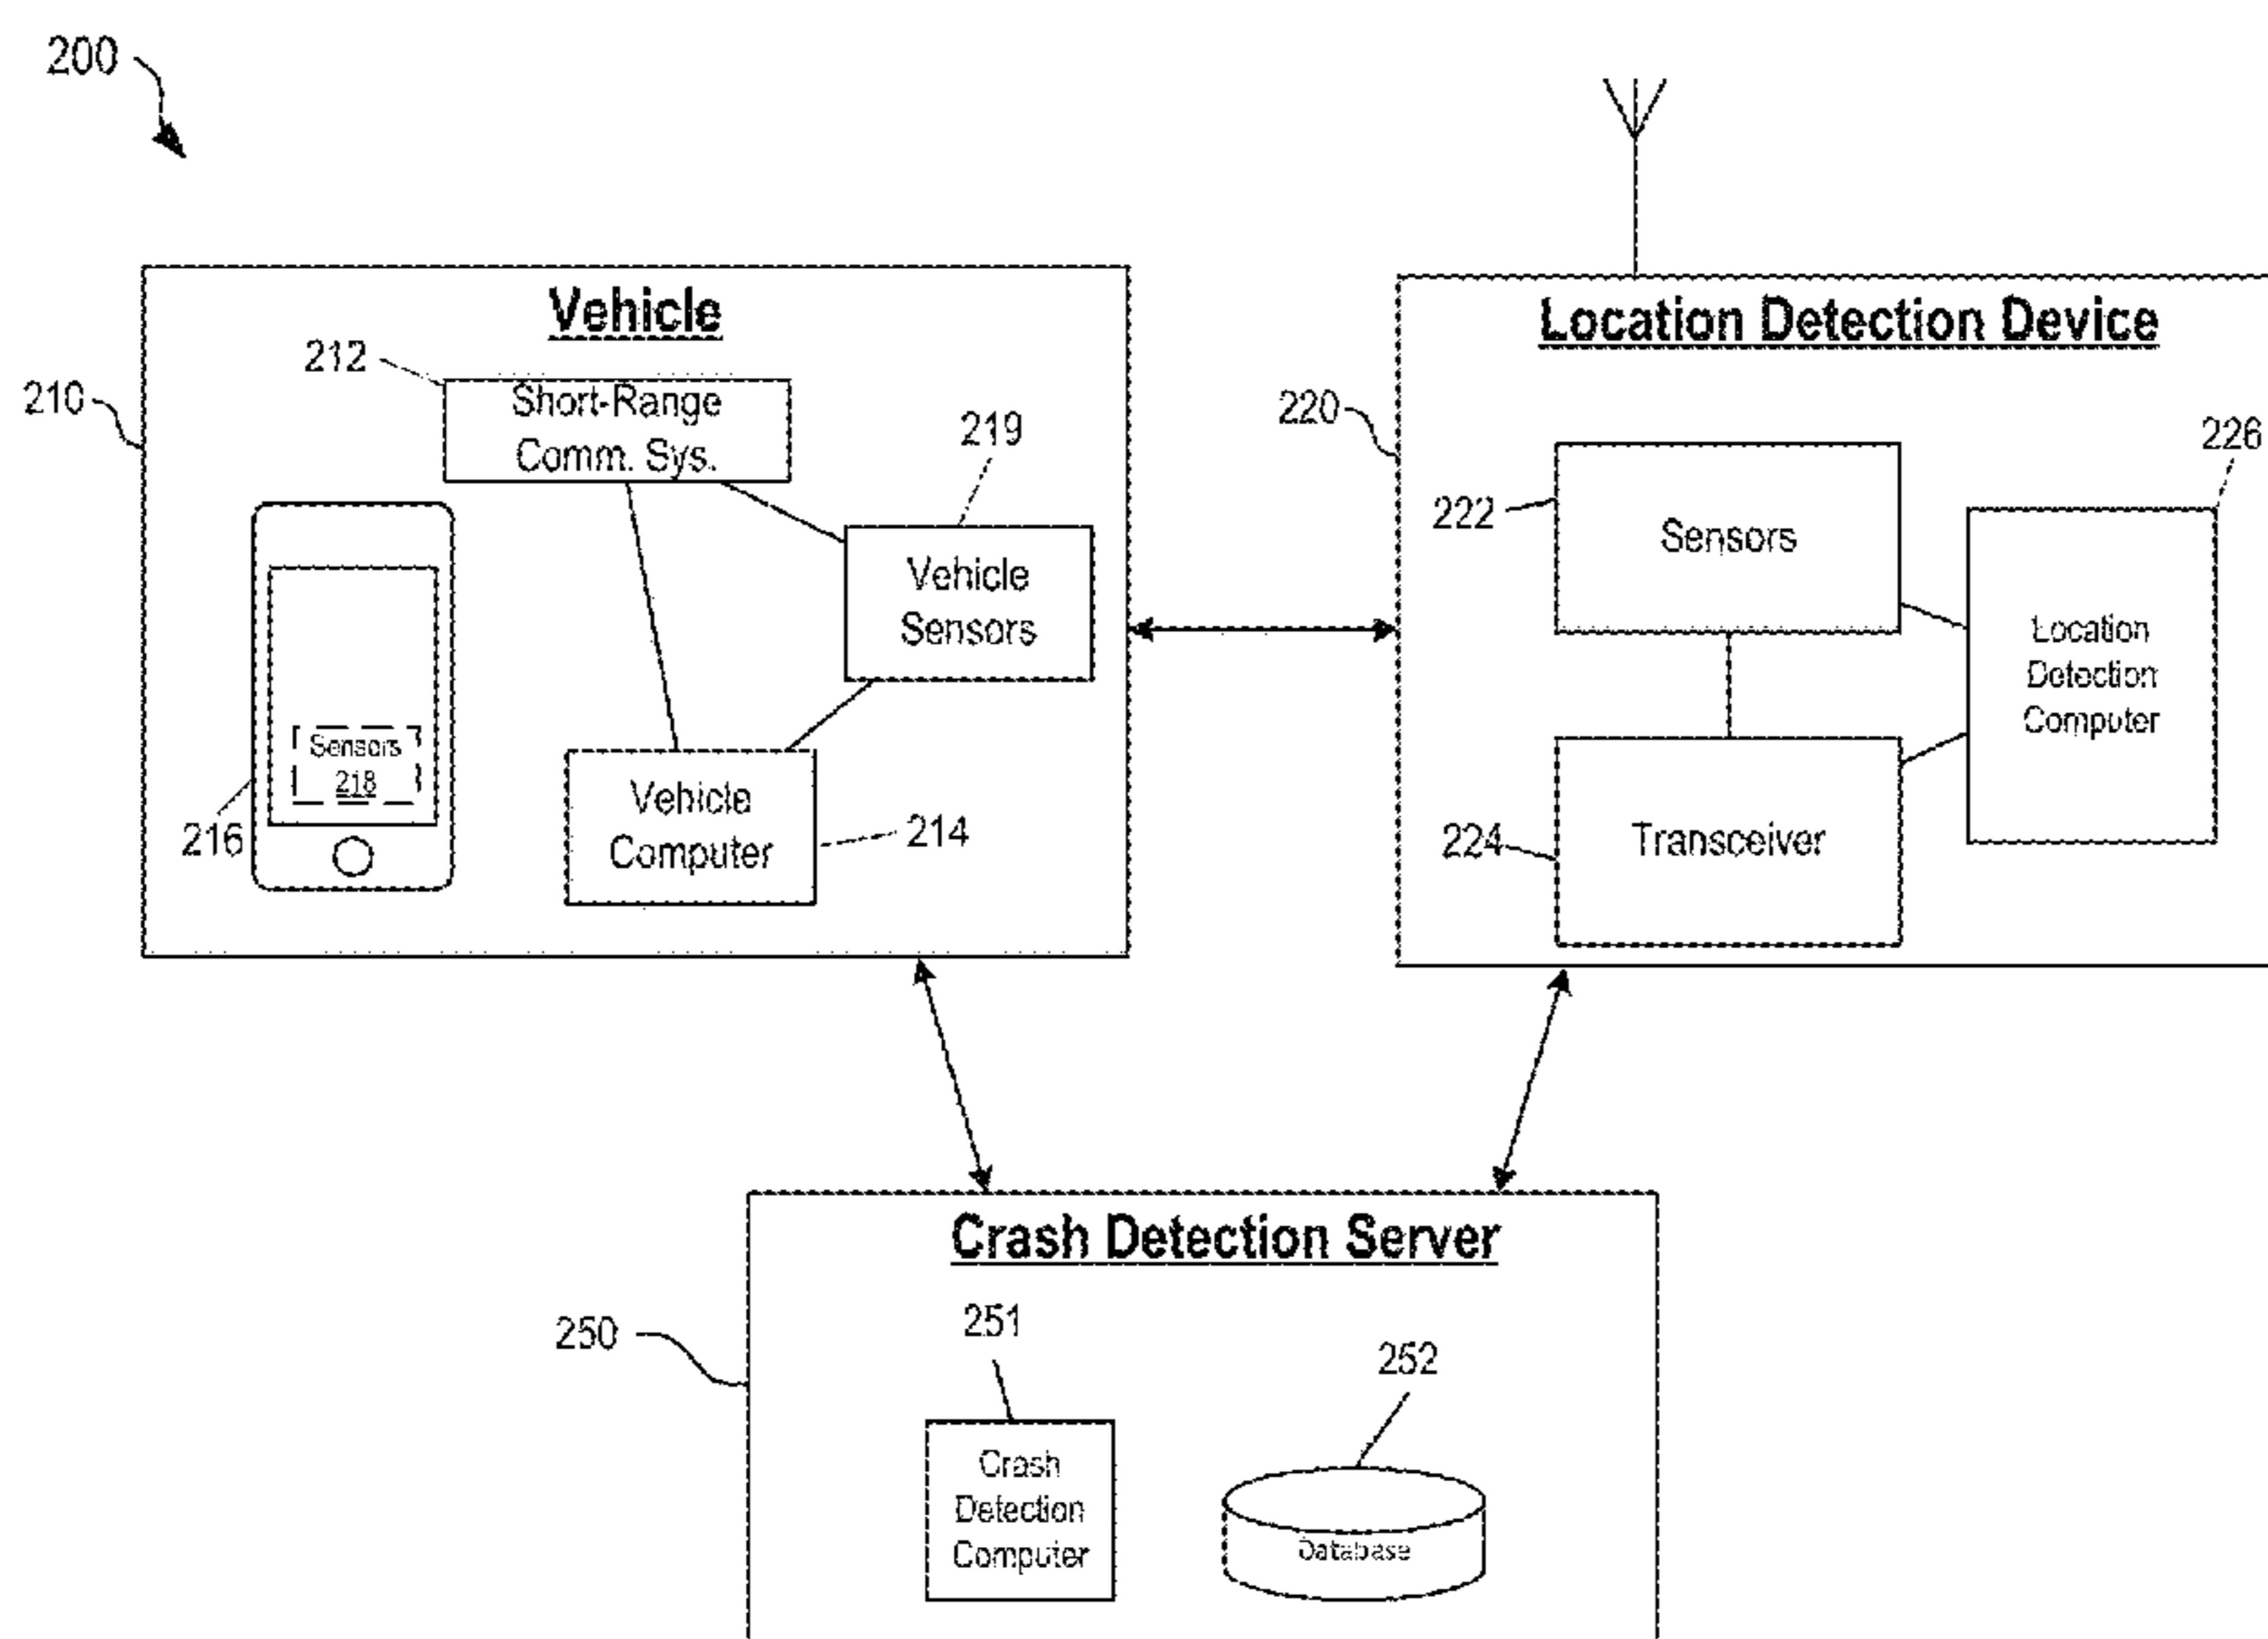 200
Vehicle
212
Short-Range
Comm. Sys.
210
219
Vehicle
Sensors
Sensors
218
216
Vehicle
Computer
214
Location Detection Device
220
226
222
Sensors
Location
Detection
Computer
224
Transceiver
Crash Detection Server
250
251
252
Crash
Detection
Computer
Database